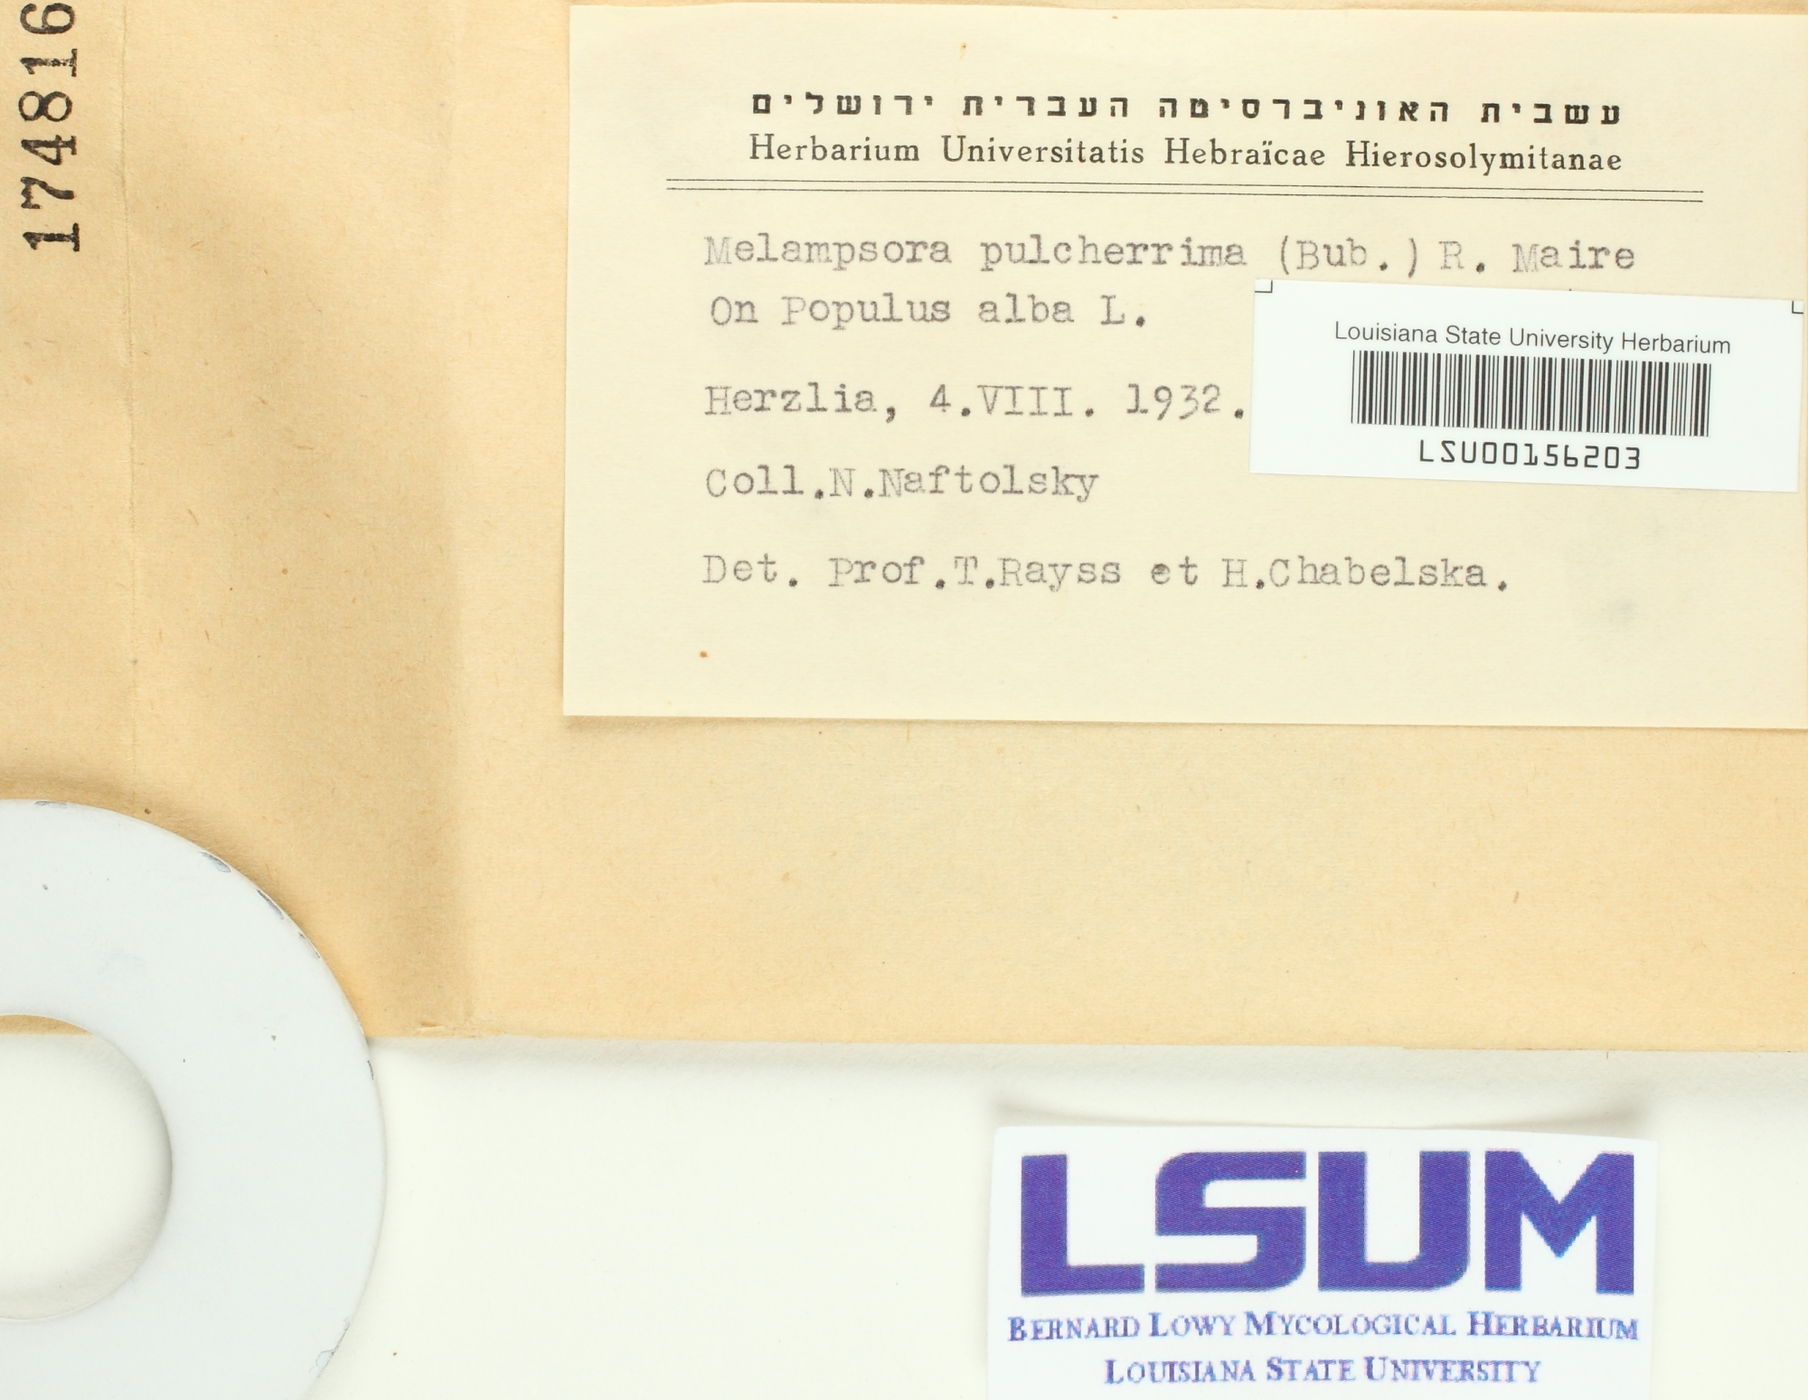 174816
עשבית האוניברסיטה העברית ירושלים
Herbarium Universitatis Hebraïcae Hierosolymitanae
Melampsora pulcherrima (Bub.) R. Maire
On Populus alba L.
Herzlia, 4.VIII. 1932.
Coll.N.Naftolsky
Det. Prof.T.Rayss et H.Chabelska.
Louisiana State University Herbarium
LSU00156203
LSUM
BERNARD LOWY MYCOLOGICAL HERBARIUM
LOUISIANA STATE UNIVERSITY